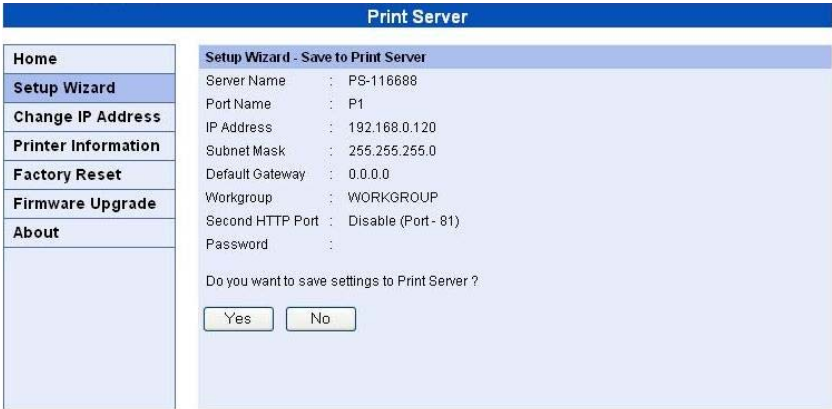 Print Server
Home
Setup Wizard
Change IP Address
Printer Information
Factory Reset
Firmware Upgrade
About
Setup Wizard - Save to Print Server
Server Name : PS-116688
Port Name : P1
IP Address : 192.168.0.120
Subnet Mask : 255.255.255.0
Default Gateway : 0.0.0.0
Workgroup : WORKGROUP
Second HTTP Port : Disable (Port - 81)
Password :
Do you want to save settings to Print Server ?
Yes No